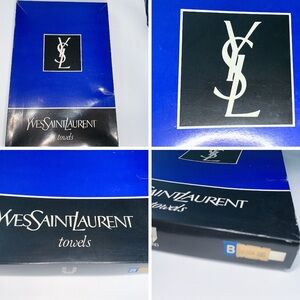 YSL
YVESSAINTLAURENT
towels
YSL
YVESSAINTLAURENT
towels
SAINTLAURENT
towels
B